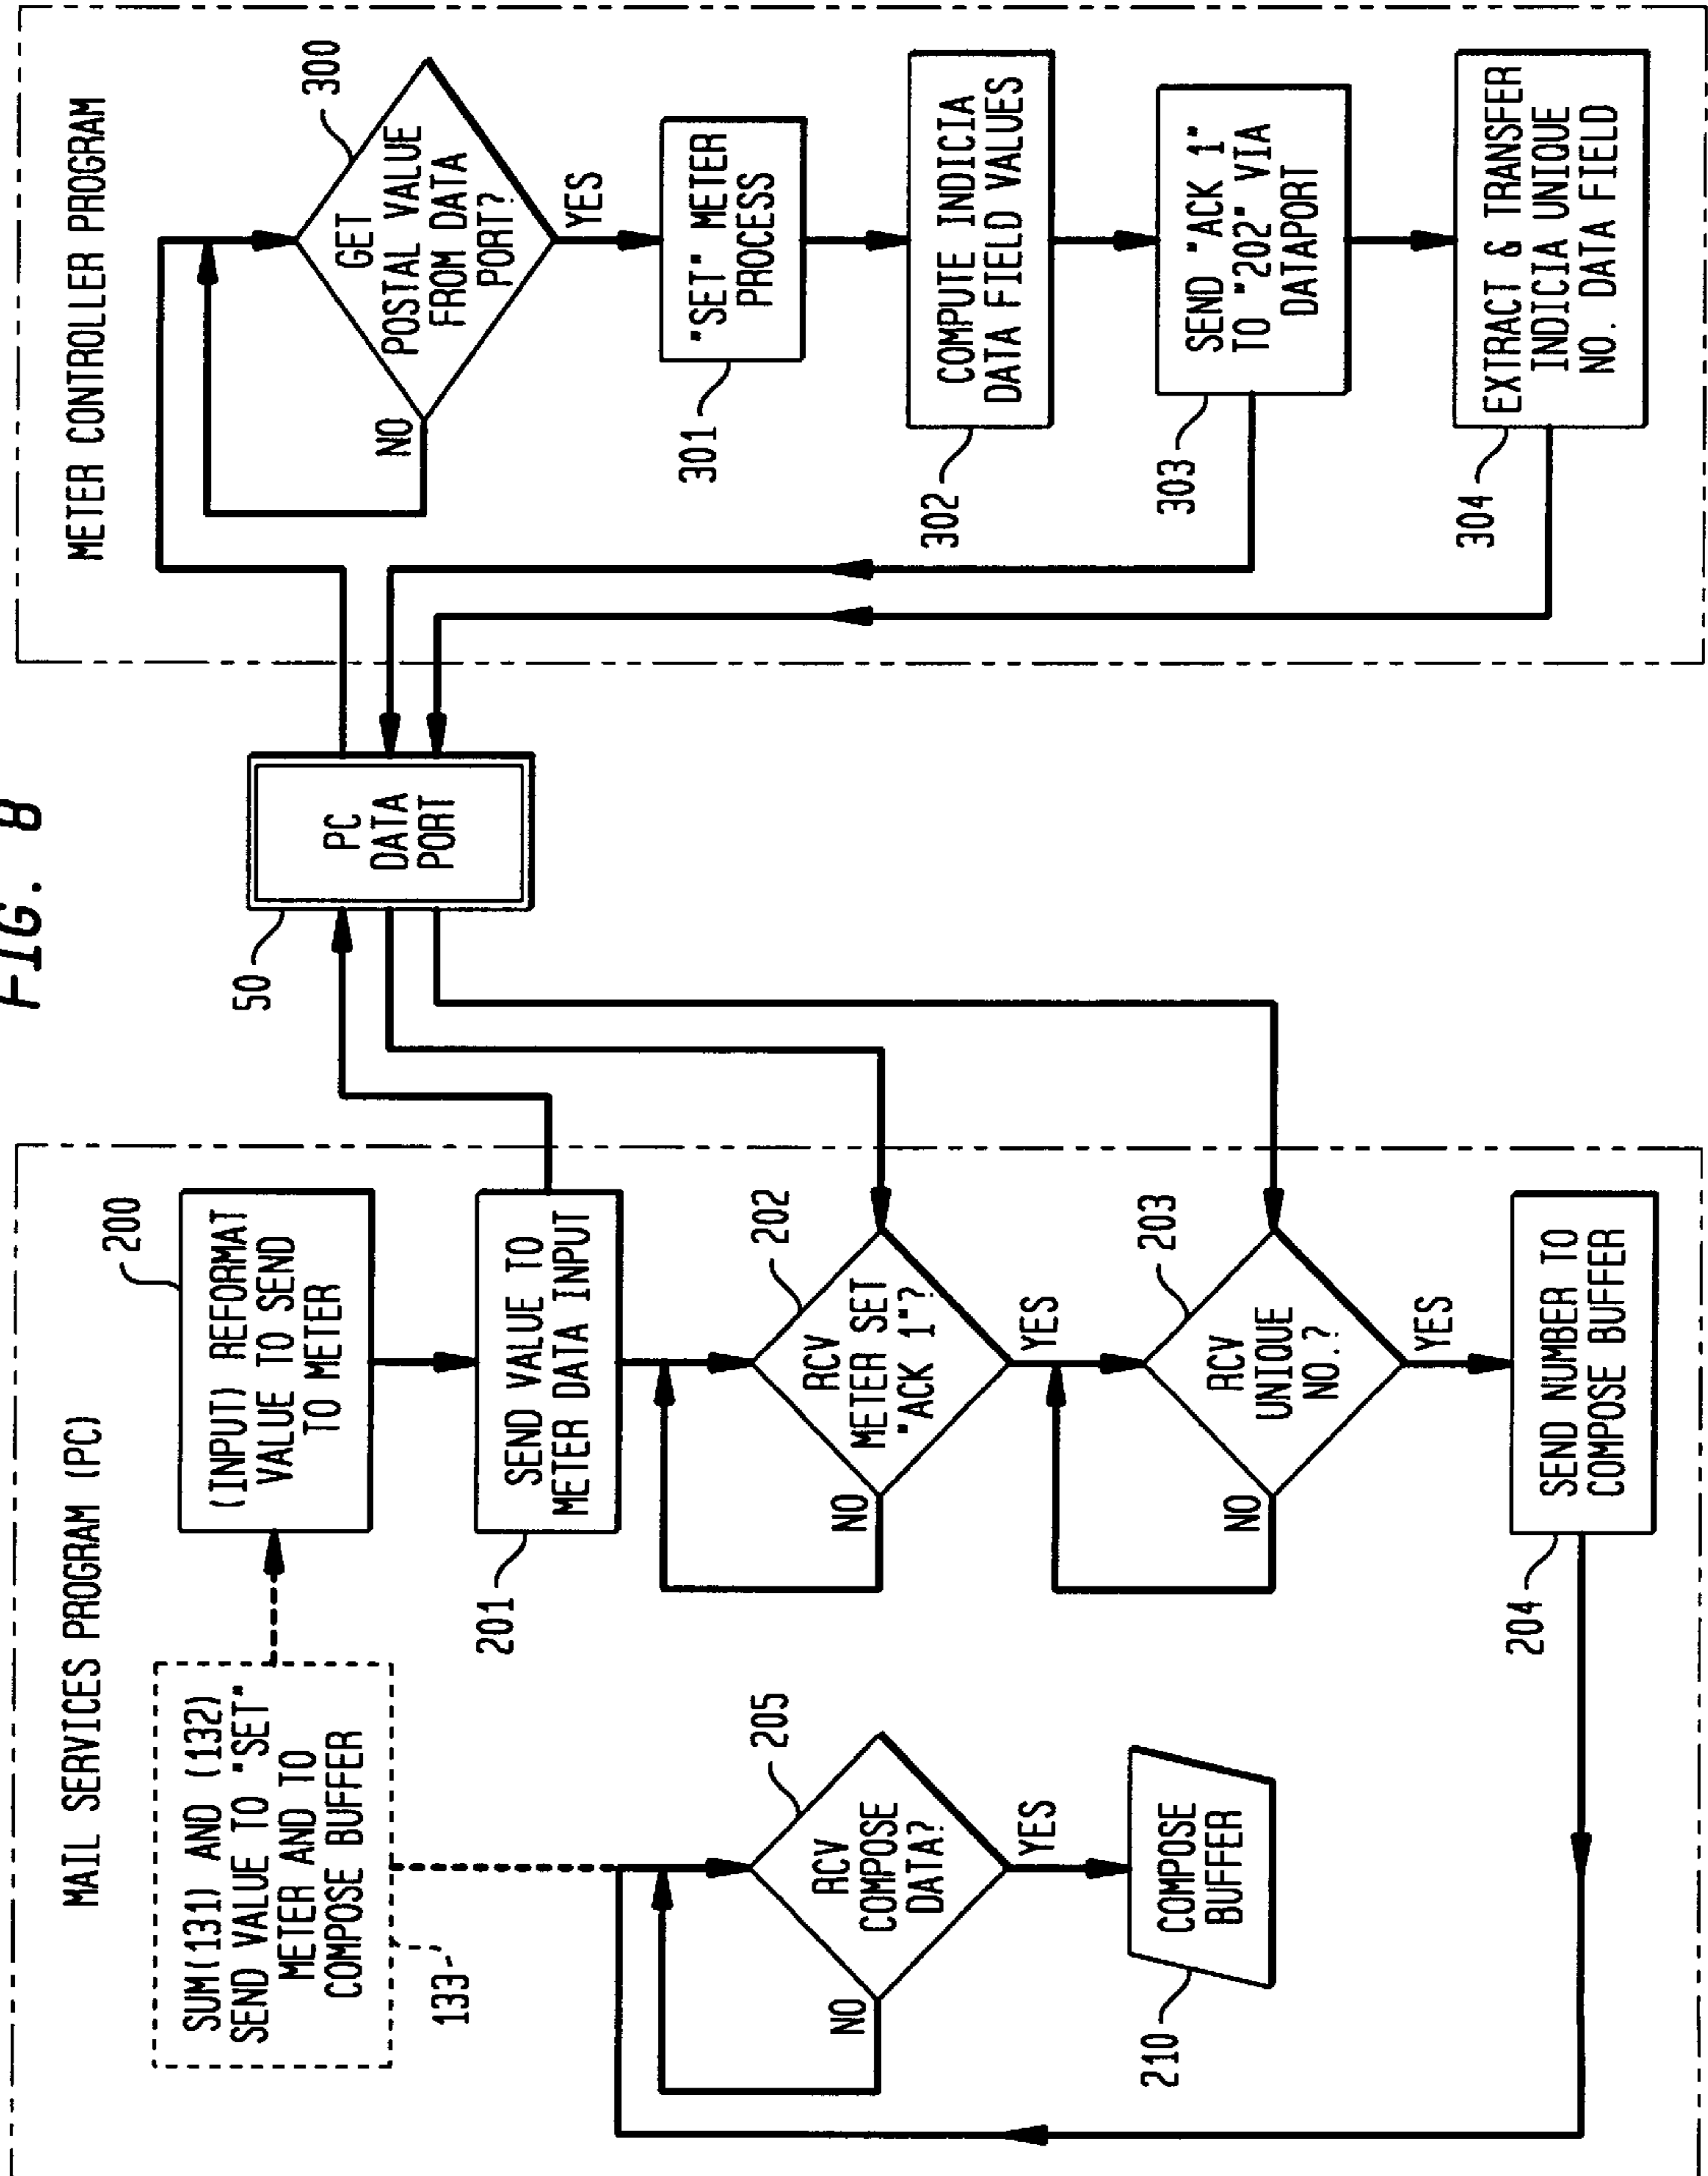 FIG. 8
MAIL SERVICES PROGRAM (PC)
SUM(131) AND (132)
SEND VALUE TO "SET"
METER AND TO
COMPOSE BUFFER
133
200
(INPUT) REFORMAT
VALUE TO SEND
TO METER
201
SEND VALUE TO
METER DATA INPUT
202
RCV
METER SET
"ACK 1"?
NO
YES
203
RCV
UNIQUE
NO.?
NO
YES
204
SEND NUMBER TO
COMPOSE BUFFER
205
RCV
COMPOSE
DATA?
NO
YES
210
COMPOSE
BUFFER
50
PC
DATA
PORT
METER CONTROLLER PROGRAM
300
GET
POSTAL VALUE
FROM DATA
PORT?
NO
YES
301
"SET" METER
PROCESS
302
COMPUTE INDICIA
DATA FIELD VALUES
303
SEND "ACK 1"
TO "202" VIA
DATAPORT
304
EXTRACT & TRANSFER
INDICIA UNIQUE
NO. DATA FIELD